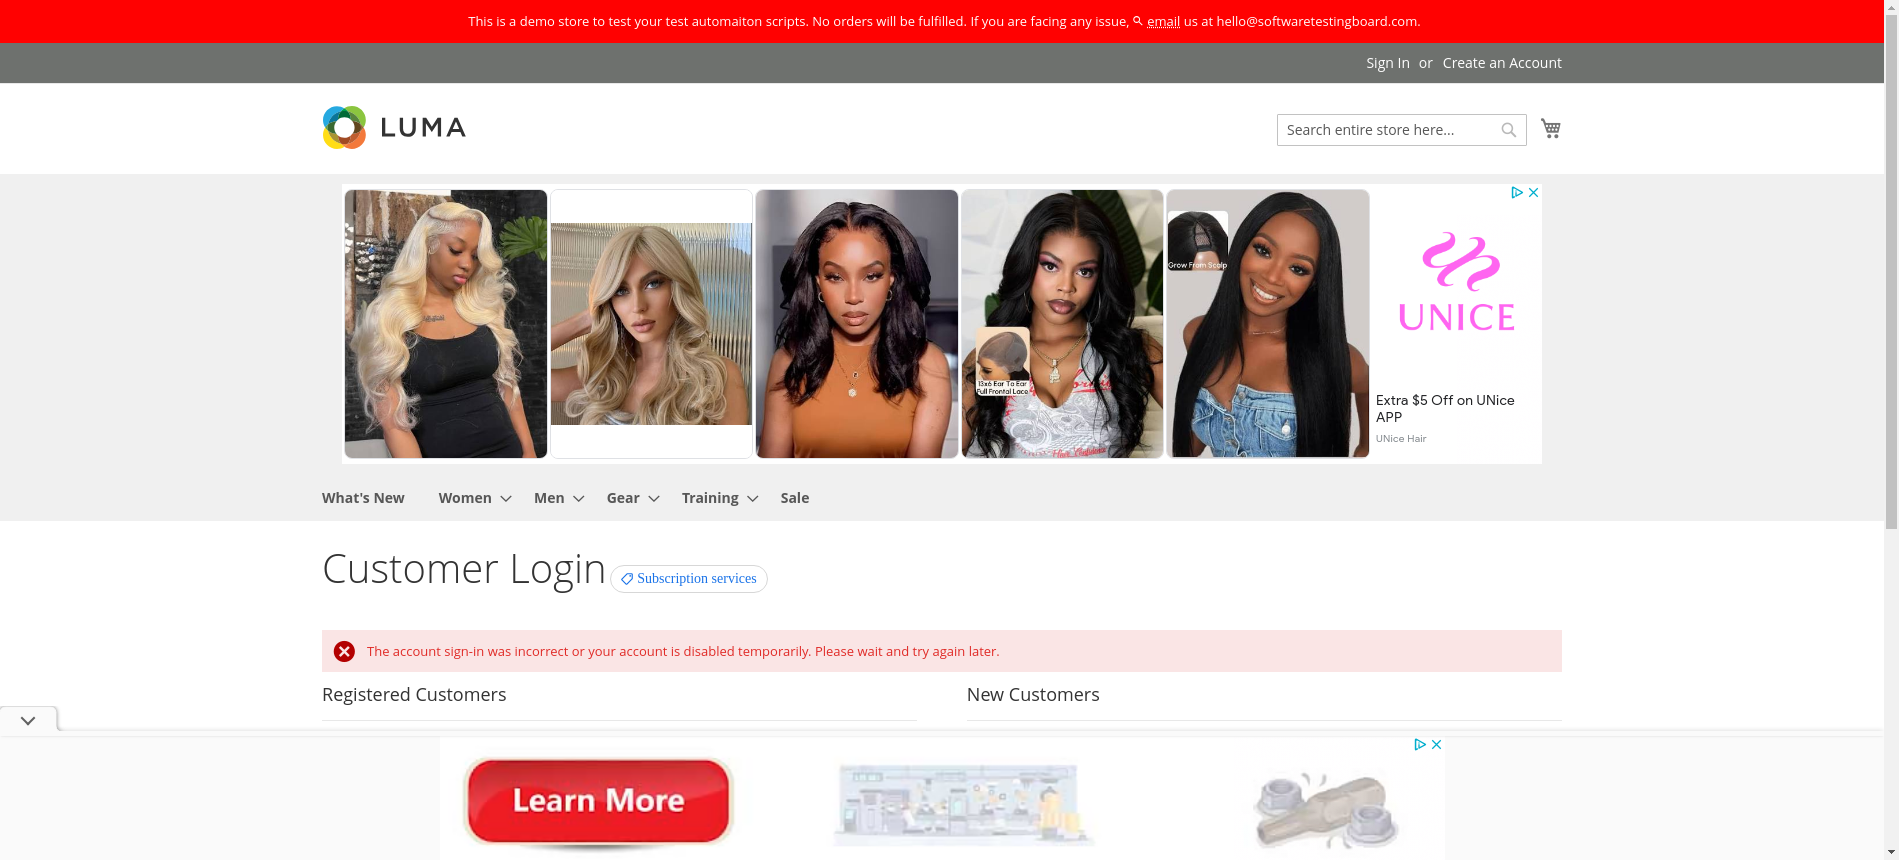 This is a demo store to test your test automaiton scripts. No orders will be fulfilled. If you are facing any issue, email us at hello@softwaretestingboard.com.
Sign In or Create an Account
LUMA
Search entire store here...
Grow From Scalp
13x6 Ear To Ear
Full Frontal Lace
UNICE
Extra $5 Off on UNice
APP
UNice Hair
What's New Women Men Gear Training Sale
Customer Login
Subscription services
The account sign-in was incorrect or your account is disabled temporarily. Please wait and try again later.
Registered Customers
New Customers
Learn More